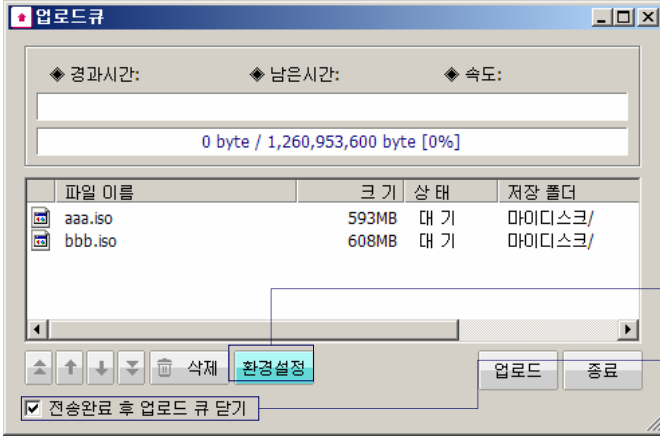 업로드큐
◈ 경과시간: ◈ 남은시간: ◈ 속도:
0 byte / 1,260,953,600 byte [0%]
파일 이름 크 기 상 태 저장 폴더
aaa.iso 593MB 대 기 마이디스크/
bbb.iso 608MB 대 기 마이디스크/
삭제 환경설정 업로드 종료
전송완료 후 업로드 큐 닫기